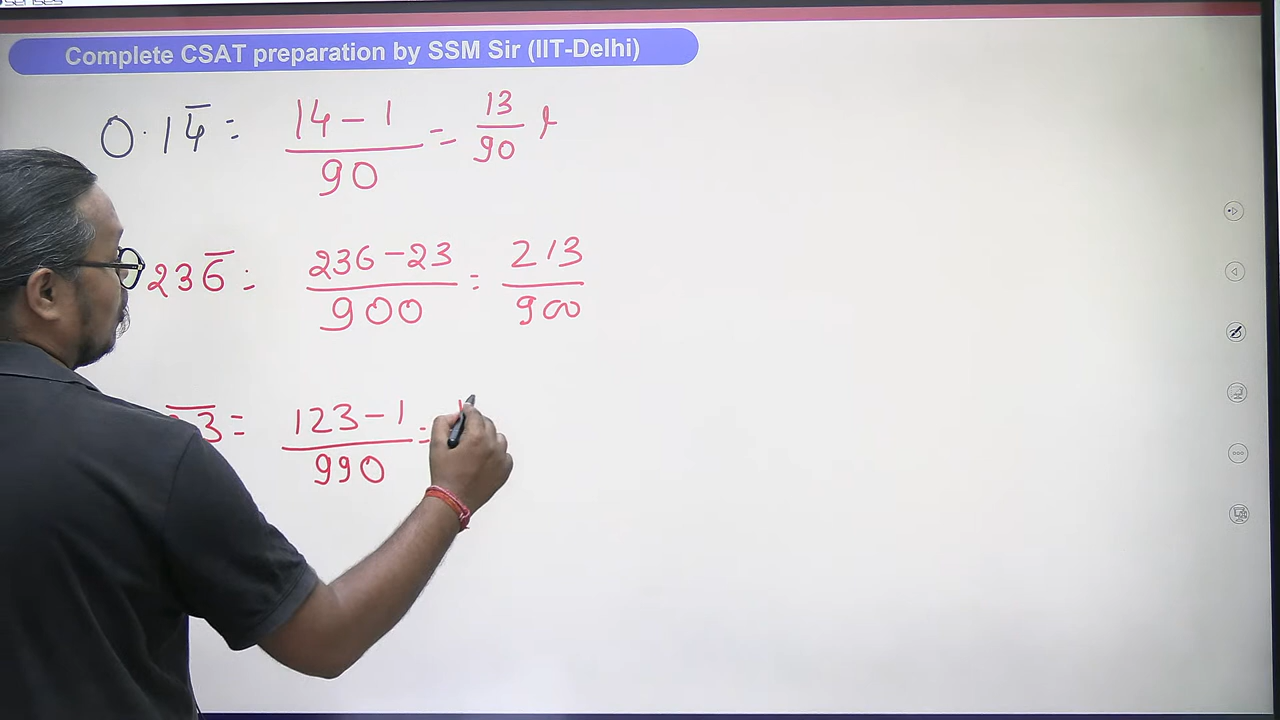 Complete CSAT preparation by SSM Sir (IIT-Delhi)
0.14̅ = (14 - 1)/90 = 13/90
236̅ = (236 - 23)/900 = 213/900
3̅ = (123 - 1)/990 =